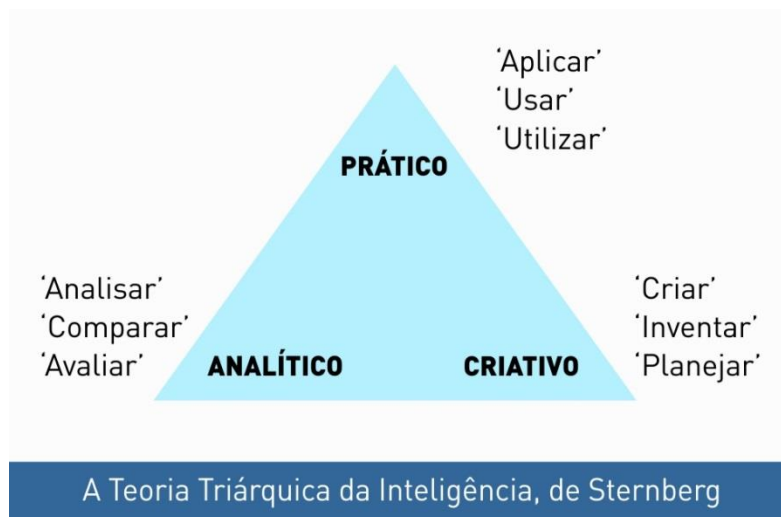 ‘Aplicar’
‘Usar’
‘Utilizar’
PRÁTICO
‘Analisar’
‘Comparar’
‘Avaliar’
ANALÍTICO
CRIATIVO
‘Criar’
‘Inventar’
‘Planejar’
A Teoria Triárquica da Inteligência, de Sternberg